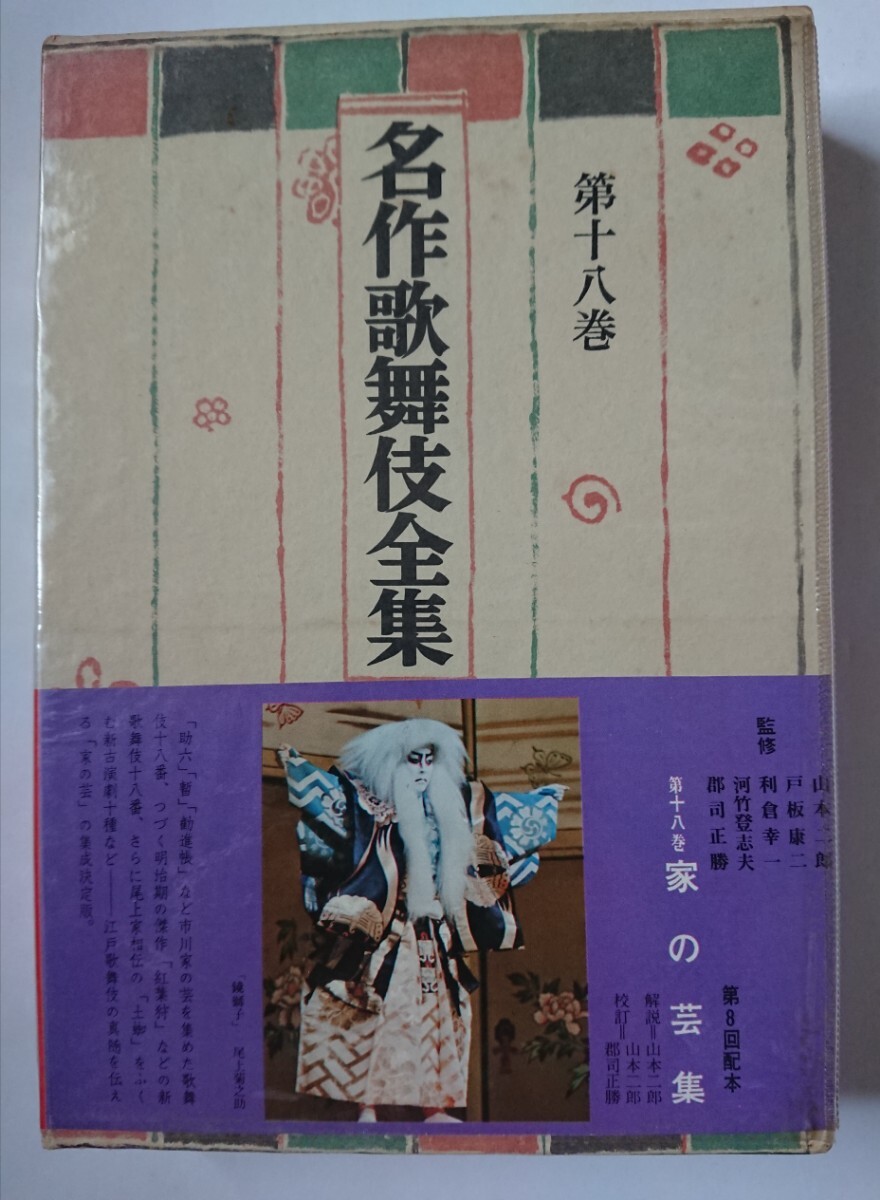 第十八巻
名作歌舞伎全集
監修
山本二郎
戸板康二
利倉幸一
河竹登志夫
郡司正勝
第8回配本
第十八巻 家の芸集
解説＝山本二郎
校訂＝山本二郎
郡司正勝
「鏡獅子」 尾上菊之助
「助六」「暫」「勧進帳」など市川家の芸を集めた歌舞
伎十八番、つづく明治期の傑作「紅葉狩」などの新
歌舞伎十八番、さらに尾上家相伝の「土蜘」をふく
む新古演劇十種など――江戸歌舞伎の真随を伝え
る「家の芸」の集成決定版。